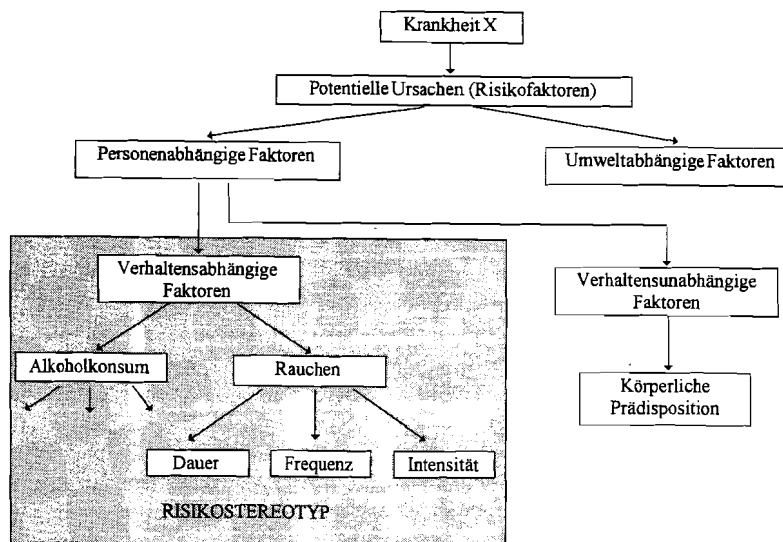 Krankheit X
Potentielle Ursachen (Risikofaktoren)
Personenabhängige Faktoren
Umweltabhängige Faktoren
Verhaltensabhängige
Faktoren
Verhaltensunabhängige
Faktoren
Alkoholkonsum
Rauchen
Körperliche
Prädisposition
Dauer
Frequenz
Intensität
RISIKOSTEREOTYP